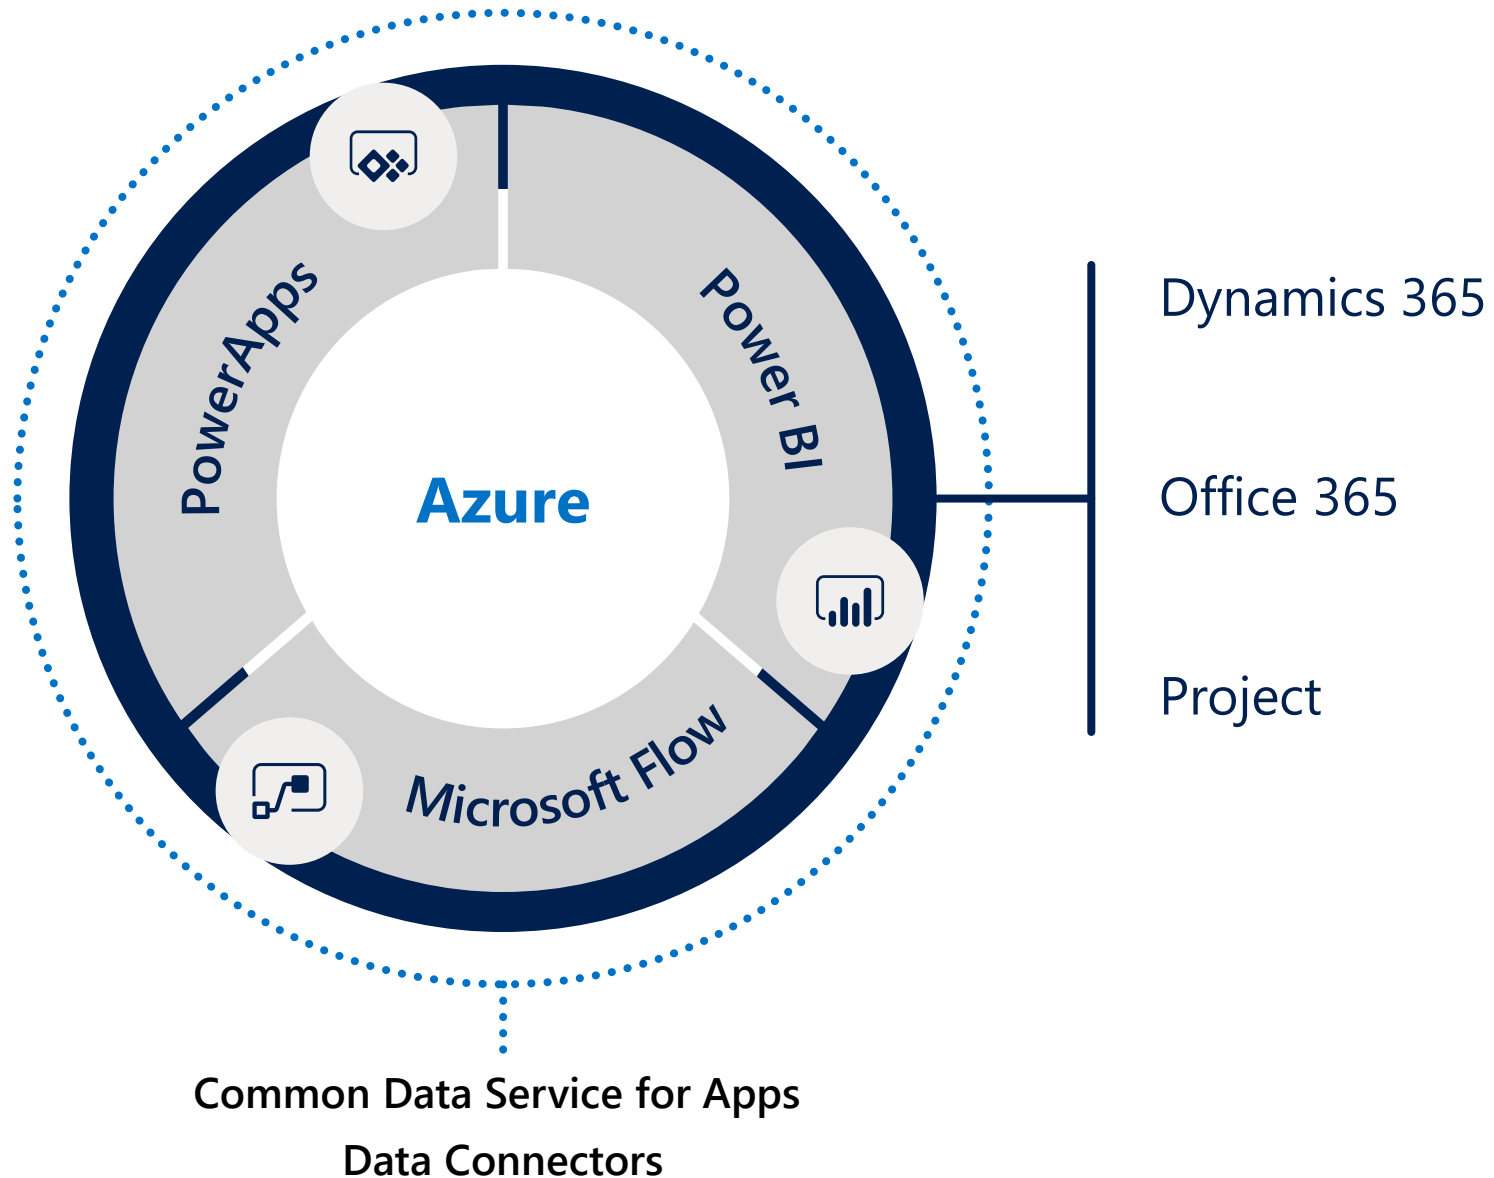 PowerApps
Power BI
Azure
Microsoft Flow
Dynamics 365
Office 365
Project
Common Data Service for Apps
Data Connectors